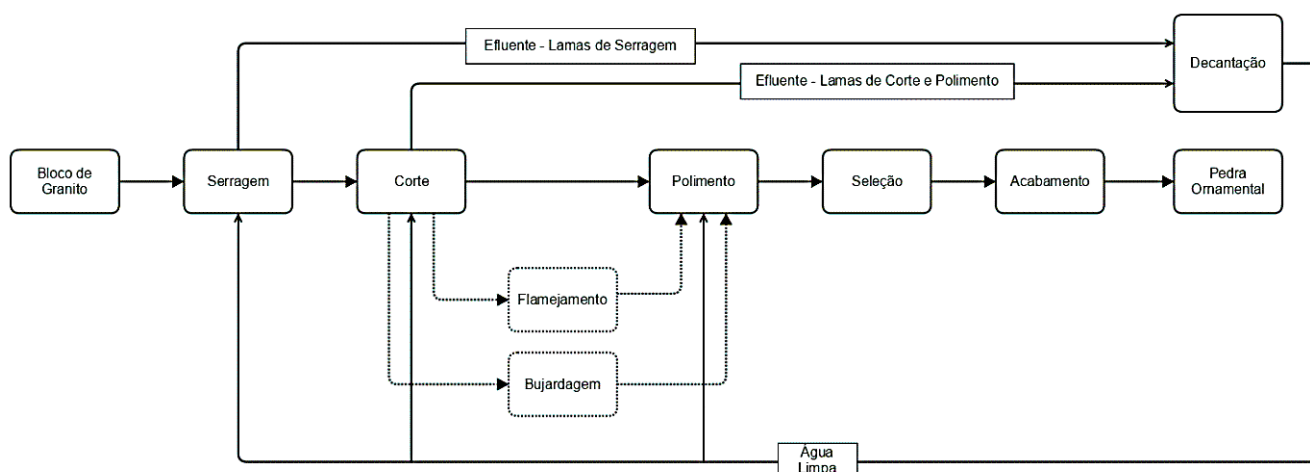 Efluente - Lamas de Serragem
Efluente - Lamas de Corte e Polimento
Decantação
Bloco de
Granito
Serragem
Corte
Polimento
Seleção
Acabamento
Pedra
Ornamental
Flamejamento
Bujardagem
Água
Limpa